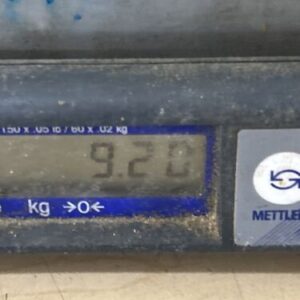 150 x .05 lb / 60 x .02 kg
9.20
kg →0←
METTLER